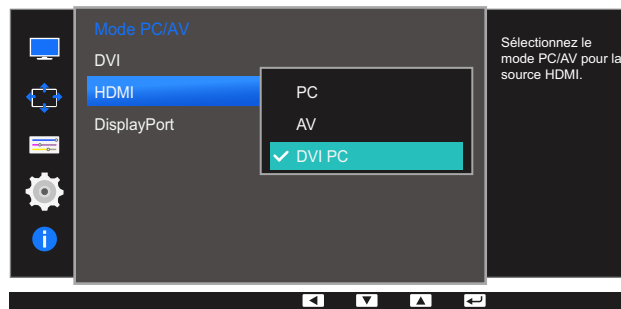 Mode PC/AV
DVI
HDMI
DisplayPort
PC
AV
DVI PC
Sélectionnez le
mode PC/AV pour la
source HDMI.